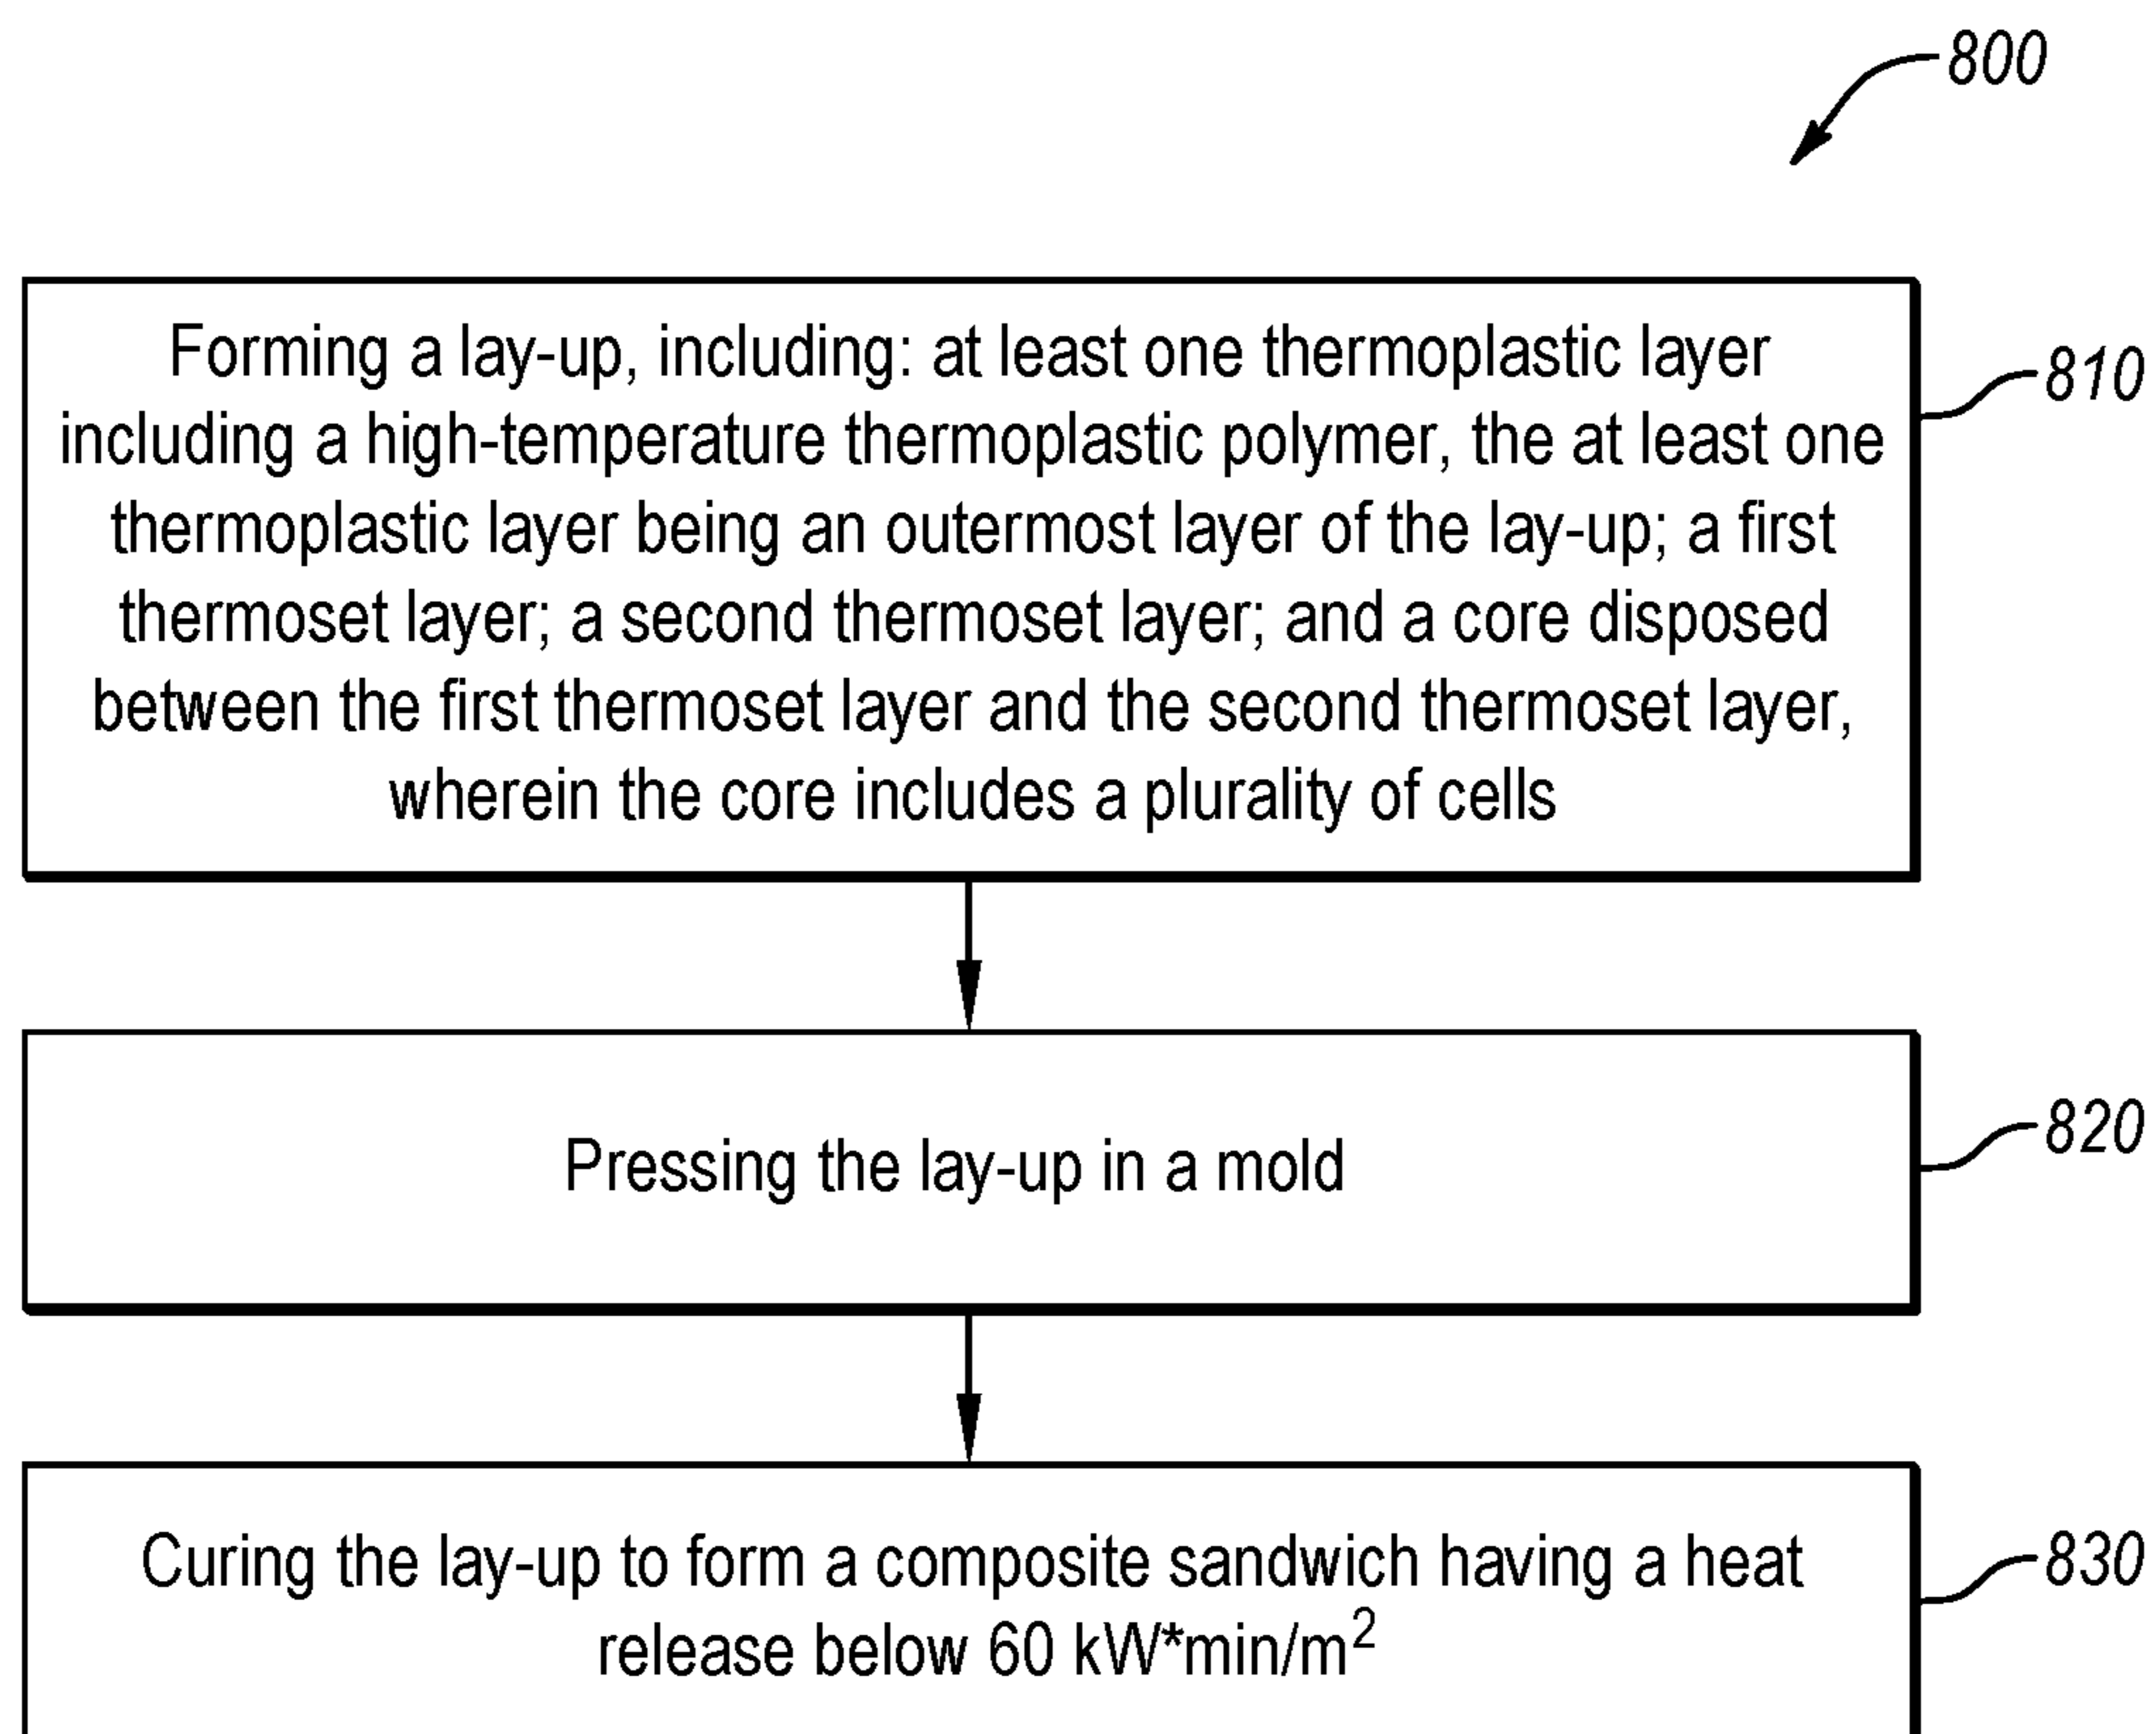 800
Forming a lay-up, including: at least one thermoplastic layer
including a high-temperature thermoplastic polymer, the at least one
thermoplastic layer being an outermost layer of the lay-up; a first
thermoset layer; a second thermoset layer; and a core disposed
between the first thermoset layer and the second thermoset layer,
wherein the core includes a plurality of cells
810
Pressing the lay-up in a mold
820
Curing the lay-up to form a composite sandwich having a heat
release below 60 kW*min/m²
830